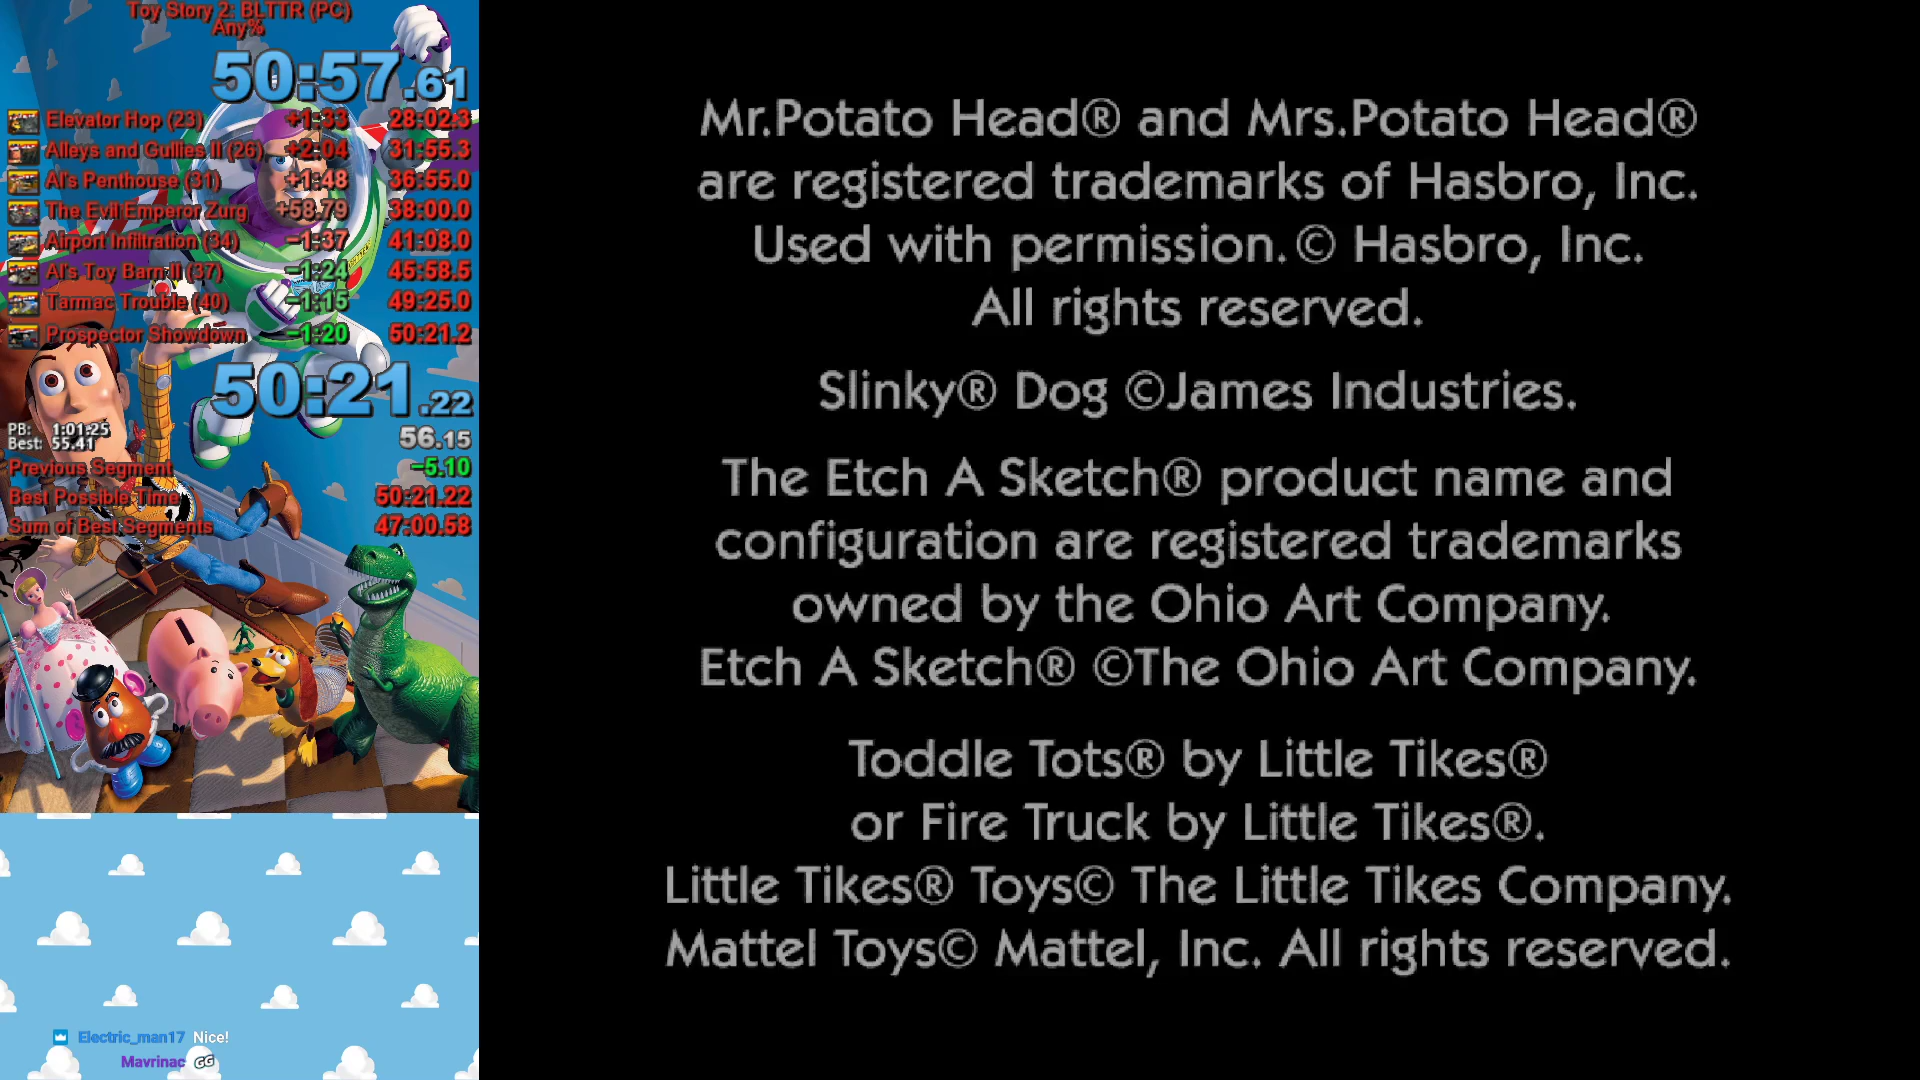 Toy Story 2: BLTTR (PC)
Any%
50:57.61
Elevator Hop (23) +1:33 28:02.3
Alleys and Gullies II (26) +2:04 31:55.3
Al's Penthouse (31) +1:48 36:55.0
The Evil Emperor Zurg +58.79 38:00.0
Airport Infiltration (34) −1:37 41:08.0
Al's Toy Barn II (37) −1:24 45:58.5
Tarmac Trouble (40) −1:15 49:25.0
Prospector Showdown −1:20 50:21.2
50:21.22
PB: 1:01:25 56.15
Best: 55.41
Previous Segment −5.10
Best Possible Time 50:21.22
Sum of Best Segments 47:00.58
Electric_man17 Nice!
Mavrinac GG
Mr.Potato Head® and Mrs.Potato Head®
are registered trademarks of Hasbro, Inc.
Used with permission.© Hasbro, Inc.
All rights reserved.
Slinky® Dog ©James Industries.
The Etch A Sketch® product name and
configuration are registered trademarks
owned by the Ohio Art Company.
Etch A Sketch® ©The Ohio Art Company.
Toddle Tots® by Little Tikes®
or Fire Truck by Little Tikes®.
Little Tikes® Toys© The Little Tikes Company.
Mattel Toys© Mattel, Inc. All rights reserved.